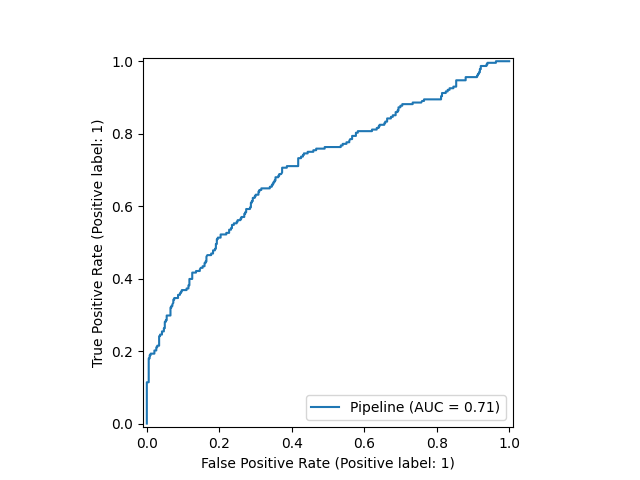 1.0
0.8
0.6
0.4
0.2
0.0
True Positive Rate (Positive label: 1)
Pipeline (AUC = 0.71)
0.0 0.2 0.4 0.6 0.8 1.0
False Positive Rate (Positive label: 1)